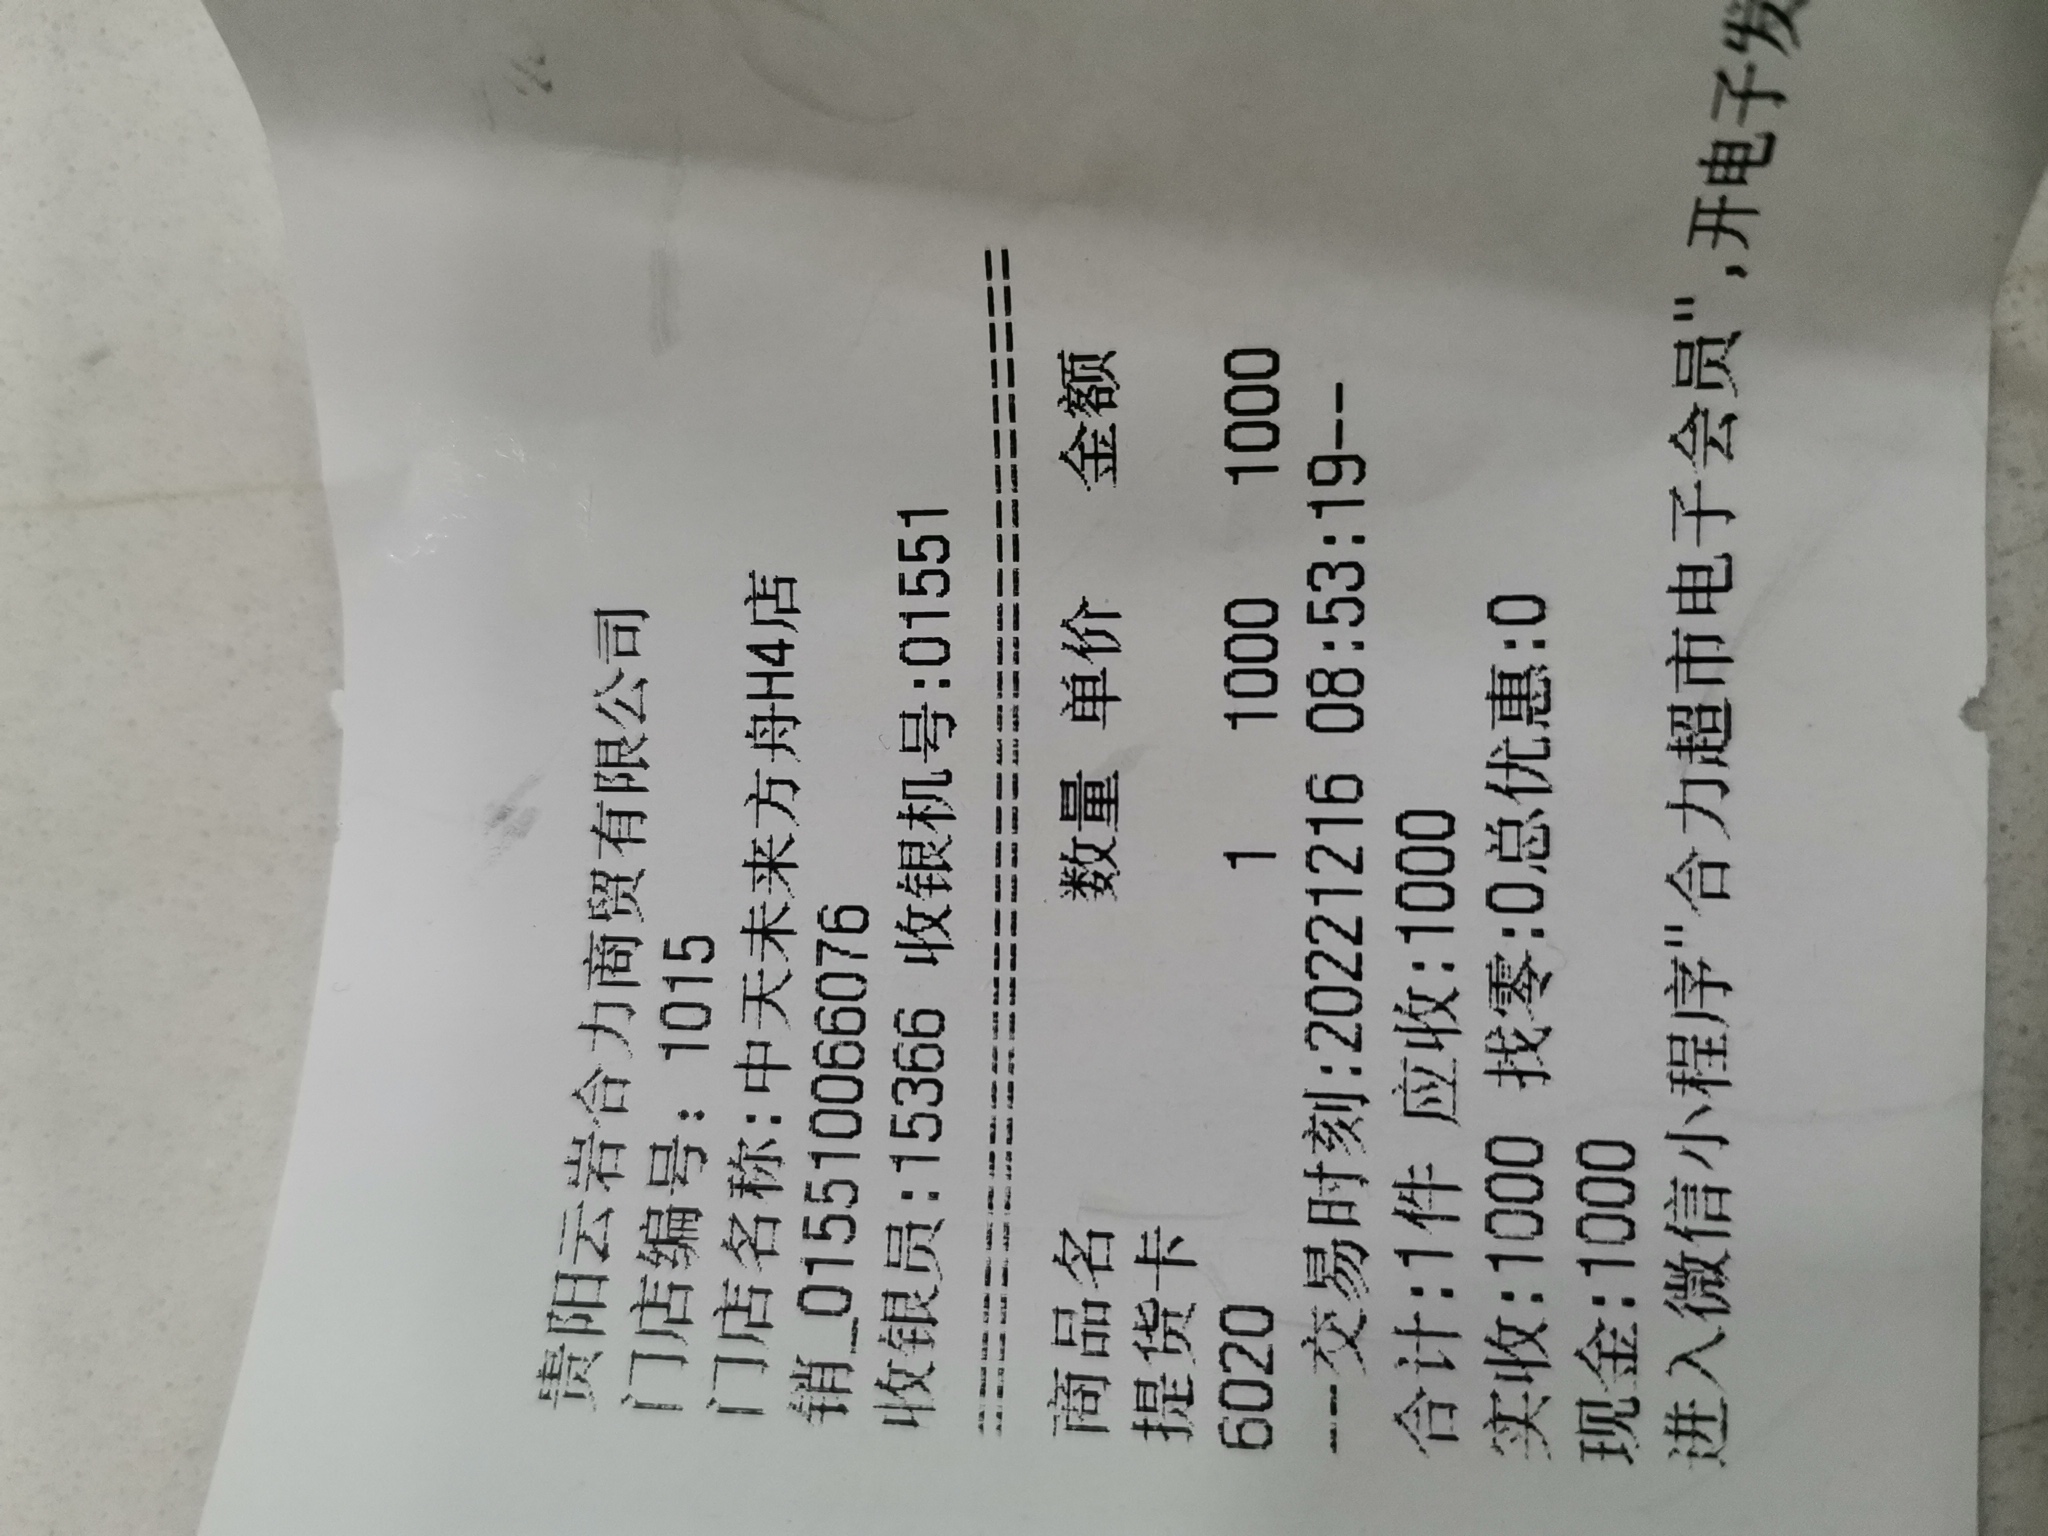 贵阳云岩合力商贸有限公司
门店编号: 1015
门店名称:中天未来方舟H4店
销_015510066076
收银员:15366 收银机号:01551
================================
商品名 数量 单价 金额
提货卡
6020 1 1000 1000
---交易时刻:20221216 08:53:19--
合计:1件 应收:1000
实收:1000 找零:0总优惠:0
现金:1000
进入微信小程序"合力超市电子会员",开电子发